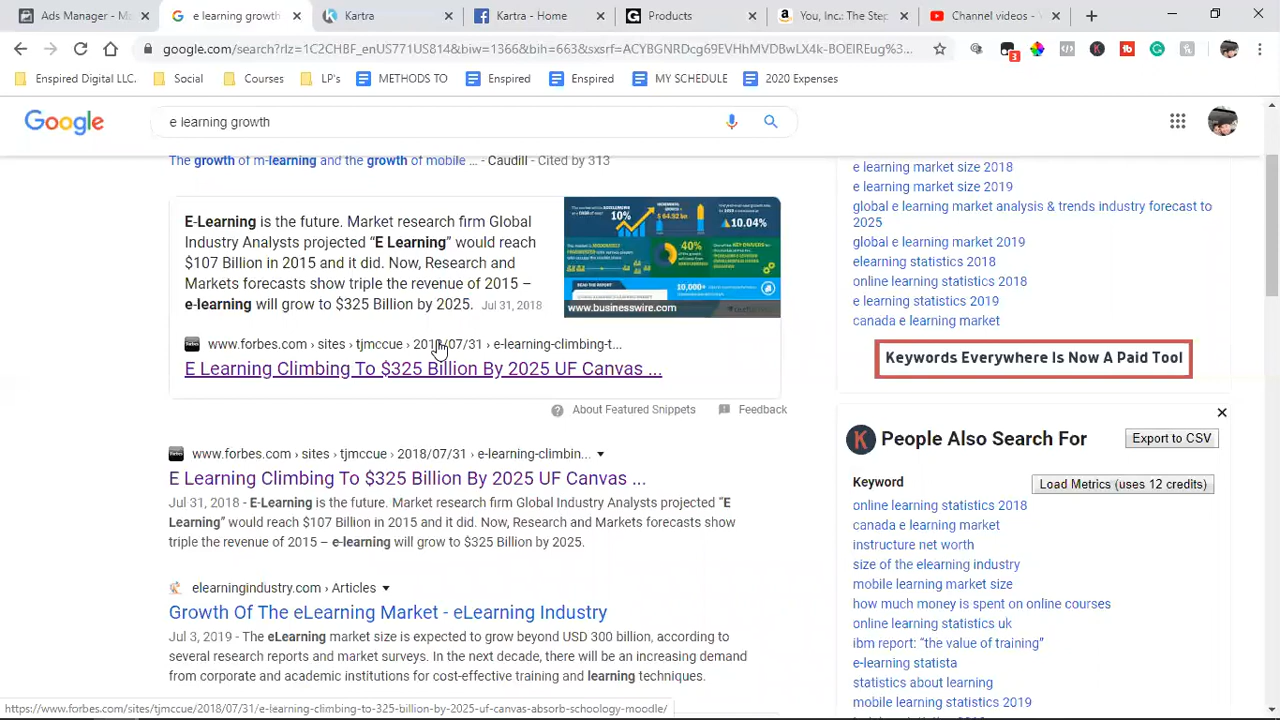 Ads Manager - Ma
e learning growth
Kartra
Kartra - Home
Products
You, Inc.: The A
Channel videos -
google.com/search?rlz=1C2CHBF_enUS771US814&biw=1366&bih=663&sxsrf=ACYBGNRDcg69EVHhMVDBwLX4k-BOEIREug%3...
3
Enspired Digital LLC.
Social
Courses
LP's
METHODS TO
Enspired
Enspired
MY SCHEDULE
2020 Expenses
Google
e learning growth
The growth of m-learning and the growth of mobile ... - Caudill - Cited by 313
E-Learning is the future. Market research firm Global
Industry Analysts projected “E Learning” would reach
$107 Billion in 2015 and it did. Now, Research and
Markets forecasts show triple the revenue of 2015 –
e-learning will grow to $325 Billion by 2025. Jul 31, 2018
10%
$ 64.92 bn
10.04%
40%
READ THE REPORT:
10,000+
www.businesswire.com
www.forbes.com › sites › tjmccue › 2018/07/31 › e-learning-climbing-t...
E Learning Climbing To $325 Billion By 2025 UF Canvas ...
About Featured Snippets
Feedback
www.forbes.com › sites › tjmccue › 2018/07/31 › e-learning-climbin...
E Learning Climbing To $325 Billion By 2025 UF Canvas ...
Jul 31, 2018 - E-Learning is the future. Market research firm Global Industry Analysts projected “E
Learning” would reach $107 Billion in 2015 and it did. Now, Research and Markets forecasts show
triple the revenue of 2015 – e-learning will grow to $325 Billion by 2025.
elearningindustry.com › Articles
Growth Of The eLearning Market - eLearning Industry
Jul 3, 2019 - The eLearning market size is expected to grow beyond USD 300 billion, according to
several research reports and market surveys. In the next decade, there will be an increasing demand
from corporate and academic institutions for cost-effective training and learning techniques.
https://www.forbes.com/sites/tjmccue/2018/07/31/e-learning-climbing-to-325-billion-by-2025-uf-canvas-absorb-schoology-moodle/
e learning market size 2018
e learning market size 2019
global e learning market analysis & trends industry forecast to
2025
global e learning market 2019
elearning statistics 2018
online learning statistics 2018
e learning statistics 2019
canada e learning market
Keywords Everywhere Is Now A Paid Tool
K
People Also Search For
Export to CSV
Keyword
Load Metrics (uses 12 credits)
online learning statistics 2018
canada e learning market
instructure net worth
size of the elearning industry
mobile learning market size
how much money is spent on online courses
online learning statistics uk
ibm report: “the value of training”
e-learning statista
statistics about learning
mobile learning statistics 2019